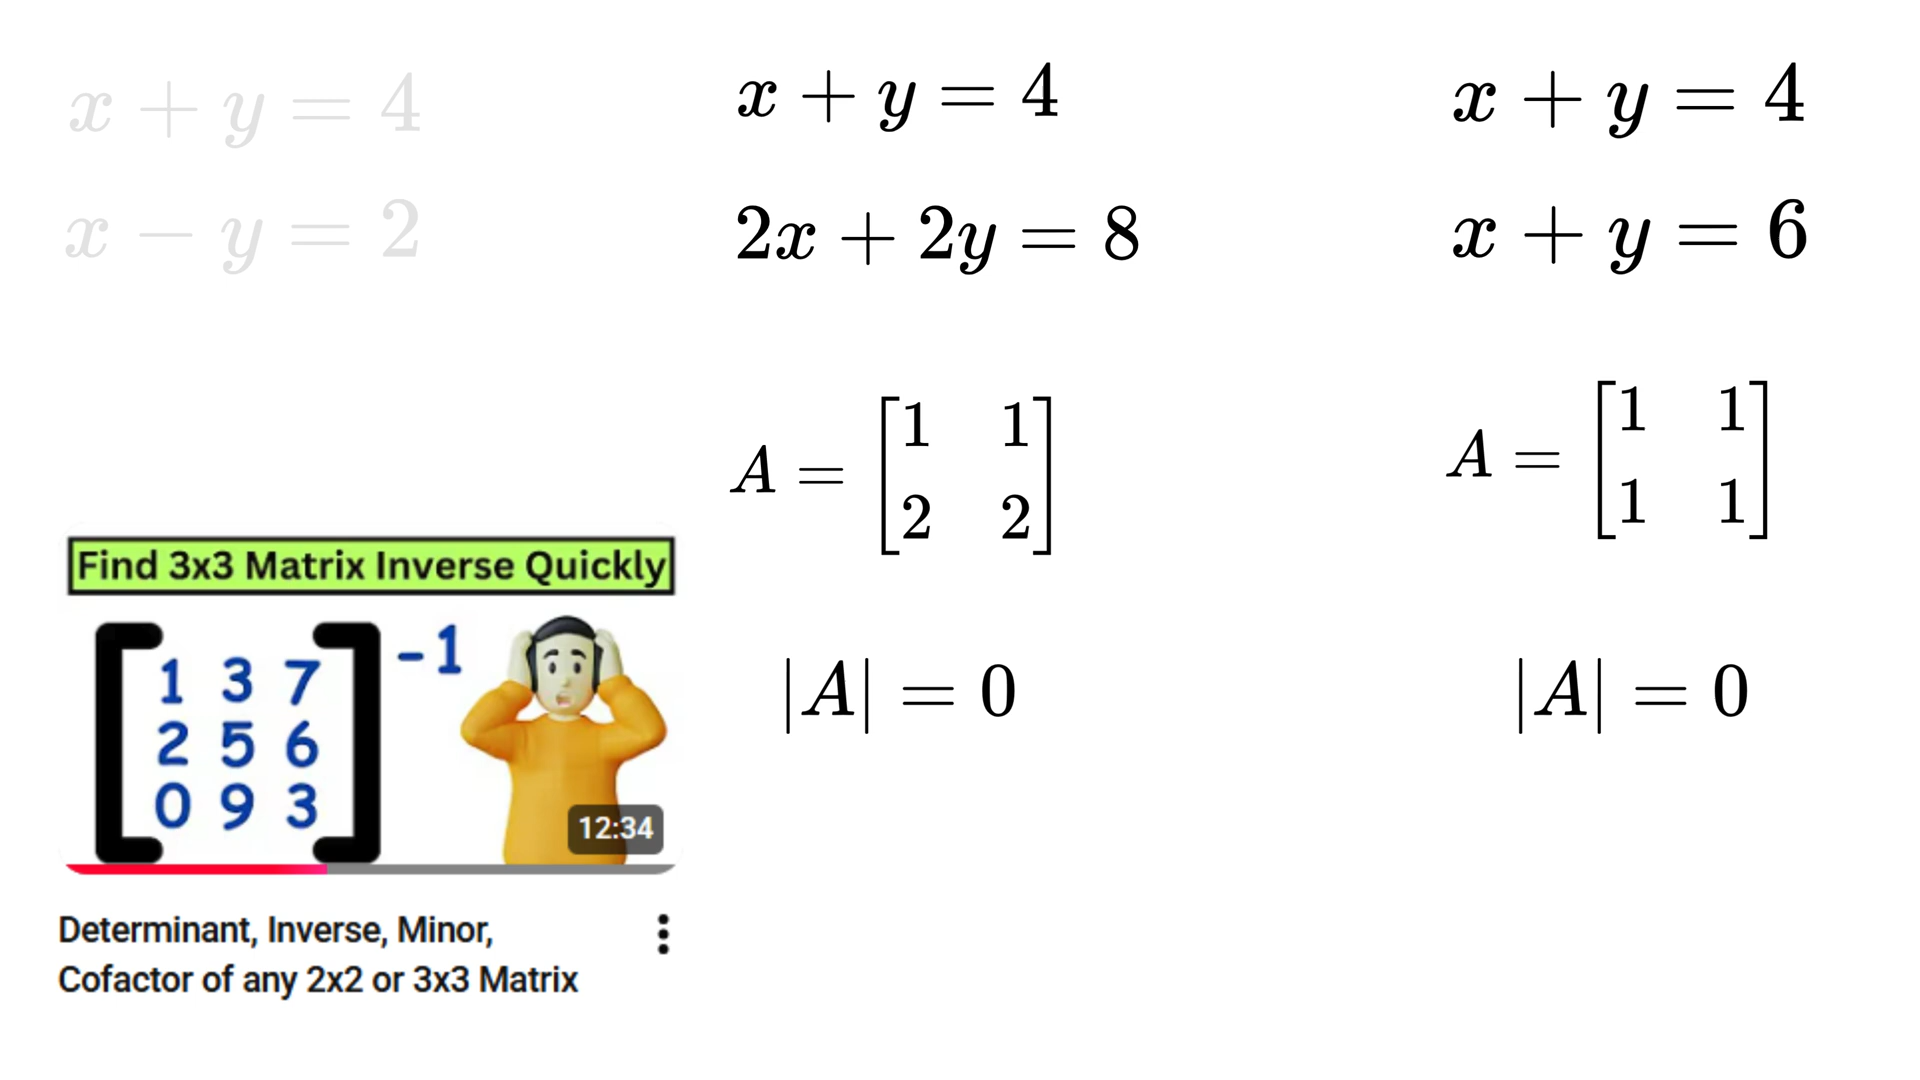 x + y = 4
x − y = 2
x + y = 4
2x + 2y = 8
x + y = 4
x + y = 6
A = [1 1
2 2]
A = [1 1
1 1]
|A| = 0
|A| = 0
Find 3x3 Matrix Inverse Quickly
[1 3 7
2 5 6
0 9 3] -1
12:34
Determinant, Inverse, Minor,
Cofactor of any 2x2 or 3x3 Matrix